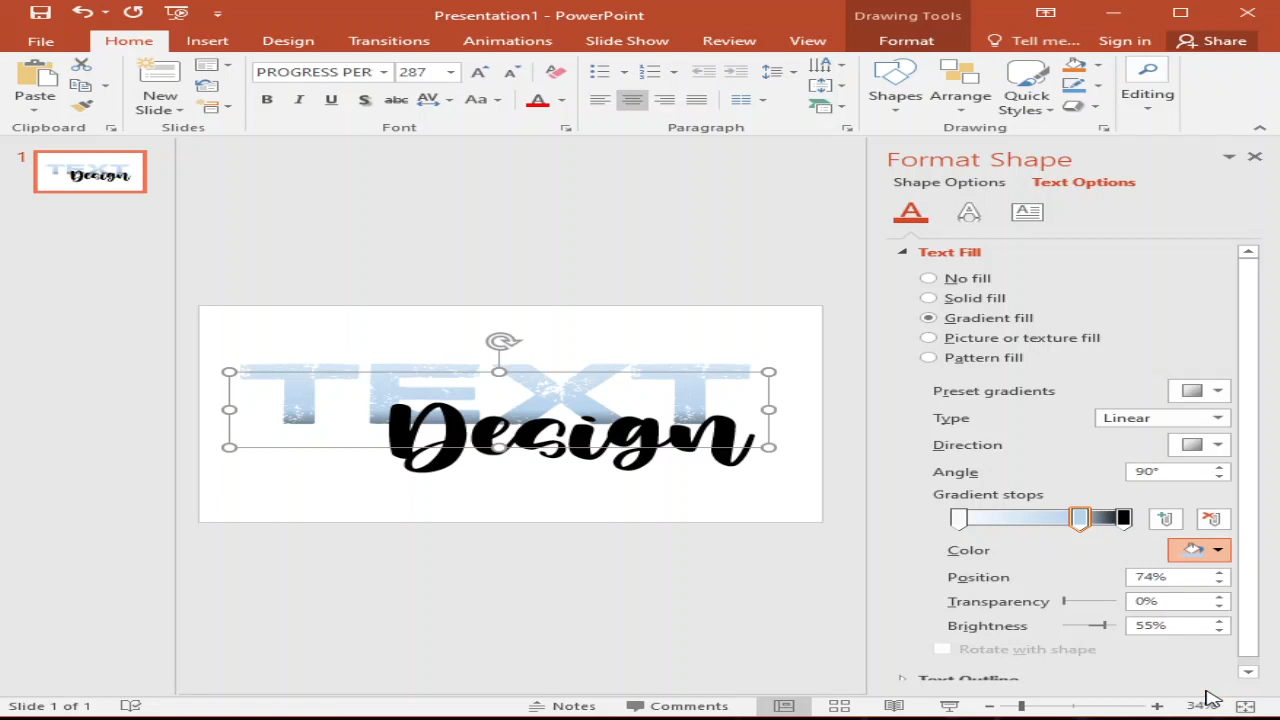 Presentation1 - PowerPoint
Drawing Tools
File Home Insert Design Transitions Animations Slide Show Review View Format Tell me... Sign in Share
Paste
New Slide
PROGRESS PER 287
B I U S abc AV Aa A
Shapes Arrange Quick Styles
Editing
Clipboard Slides Font Paragraph Drawing
1
TEXT
Design
TEXT
Design
Format Shape
Shape Options Text Options
Text Fill
No fill
Solid fill
Gradient fill
Picture or texture fill
Pattern fill
Preset gradients
Type Linear
Direction
Angle 90°
Gradient stops
Color
Position 74%
Transparency 0%
Brightness 55%
Rotate with shape
Text Outline
Slide 1 of 1 Notes Comments 34%